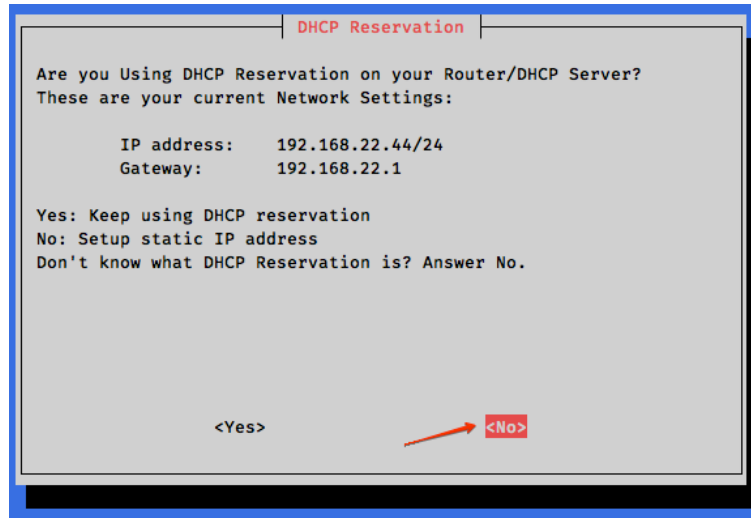 DHCP Reservation
Are you Using DHCP Reservation on your Router/DHCP Server?
These are your current Network Settings:
IP address: 192.168.22.44/24
Gateway: 192.168.22.1
Yes: Keep using DHCP reservation
No: Setup static IP address
Don't know what DHCP Reservation is? Answer No.
<Yes> <No>